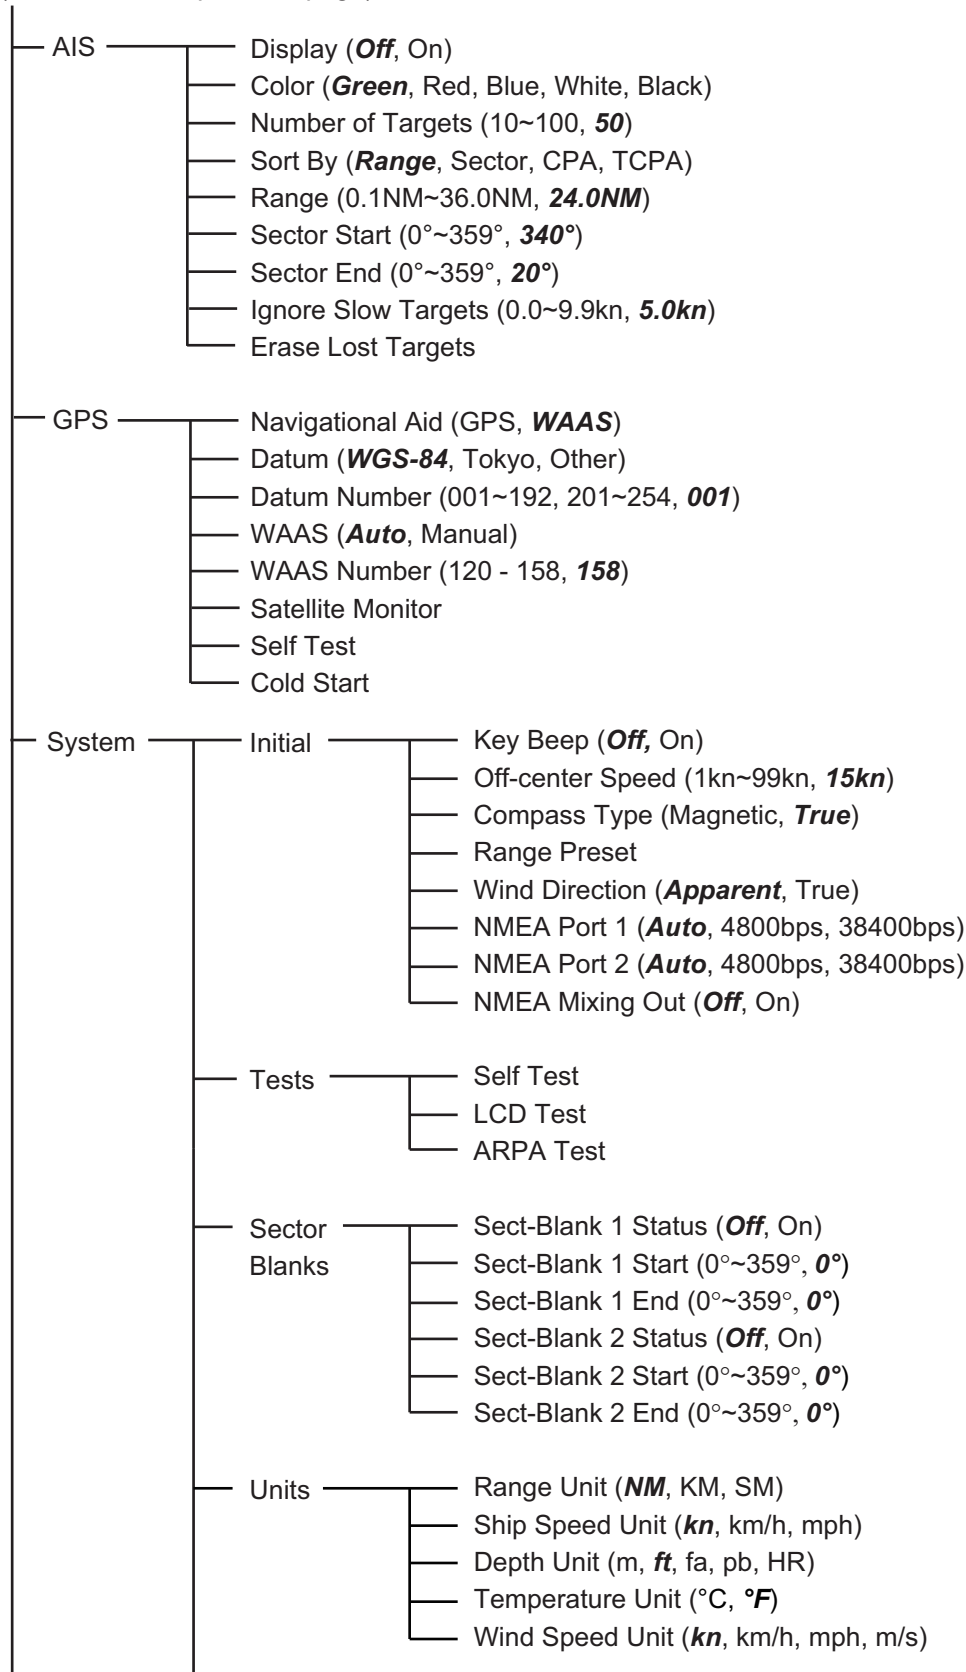 AIS
Display (Off, On)
Color (Green, Red, Blue, White, Black)
Number of Targets (10~100, 50)
Sort By (Range, Sector, CPA, TCPA)
Range (0.1NM~36.0NM, 24.0NM)
Sector Start (0°~359°, 340°)
Sector End (0°~359°, 20°)
Ignore Slow Targets (0.0~9.9kn, 5.0kn)
Erase Lost Targets
GPS
Navigational Aid (GPS, WAAS)
Datum (WGS-84, Tokyo, Other)
Datum Number (001~192, 201~254, 001)
WAAS (Auto, Manual)
WAAS Number (120 - 158, 158)
Satellite Monitor
Self Test
Cold Start
System
Initial
Key Beep (Off, On)
Off-center Speed (1kn~99kn, 15kn)
Compass Type (Magnetic, True)
Range Preset
Wind Direction (Apparent, True)
NMEA Port 1 (Auto, 4800bps, 38400bps)
NMEA Port 2 (Auto, 4800bps, 38400bps)
NMEA Mixing Out (Off, On)
Tests
Self Test
LCD Test
ARPA Test
Sector
Blanks
Sect-Blank 1 Status (Off, On)
Sect-Blank 1 Start (0°~359°, 0°)
Sect-Blank 1 End (0°~359°, 0°)
Sect-Blank 2 Status (Off, On)
Sect-Blank 2 Start (0°~359°, 0°)
Sect-Blank 2 End (0°~359°, 0°)
Units
Range Unit (NM, KM, SM)
Ship Speed Unit (kn, km/h, mph)
Depth Unit (m, ft, fa, pb, HR)
Temperature Unit (°C, °F)
Wind Speed Unit (kn, km/h, mph, m/s)